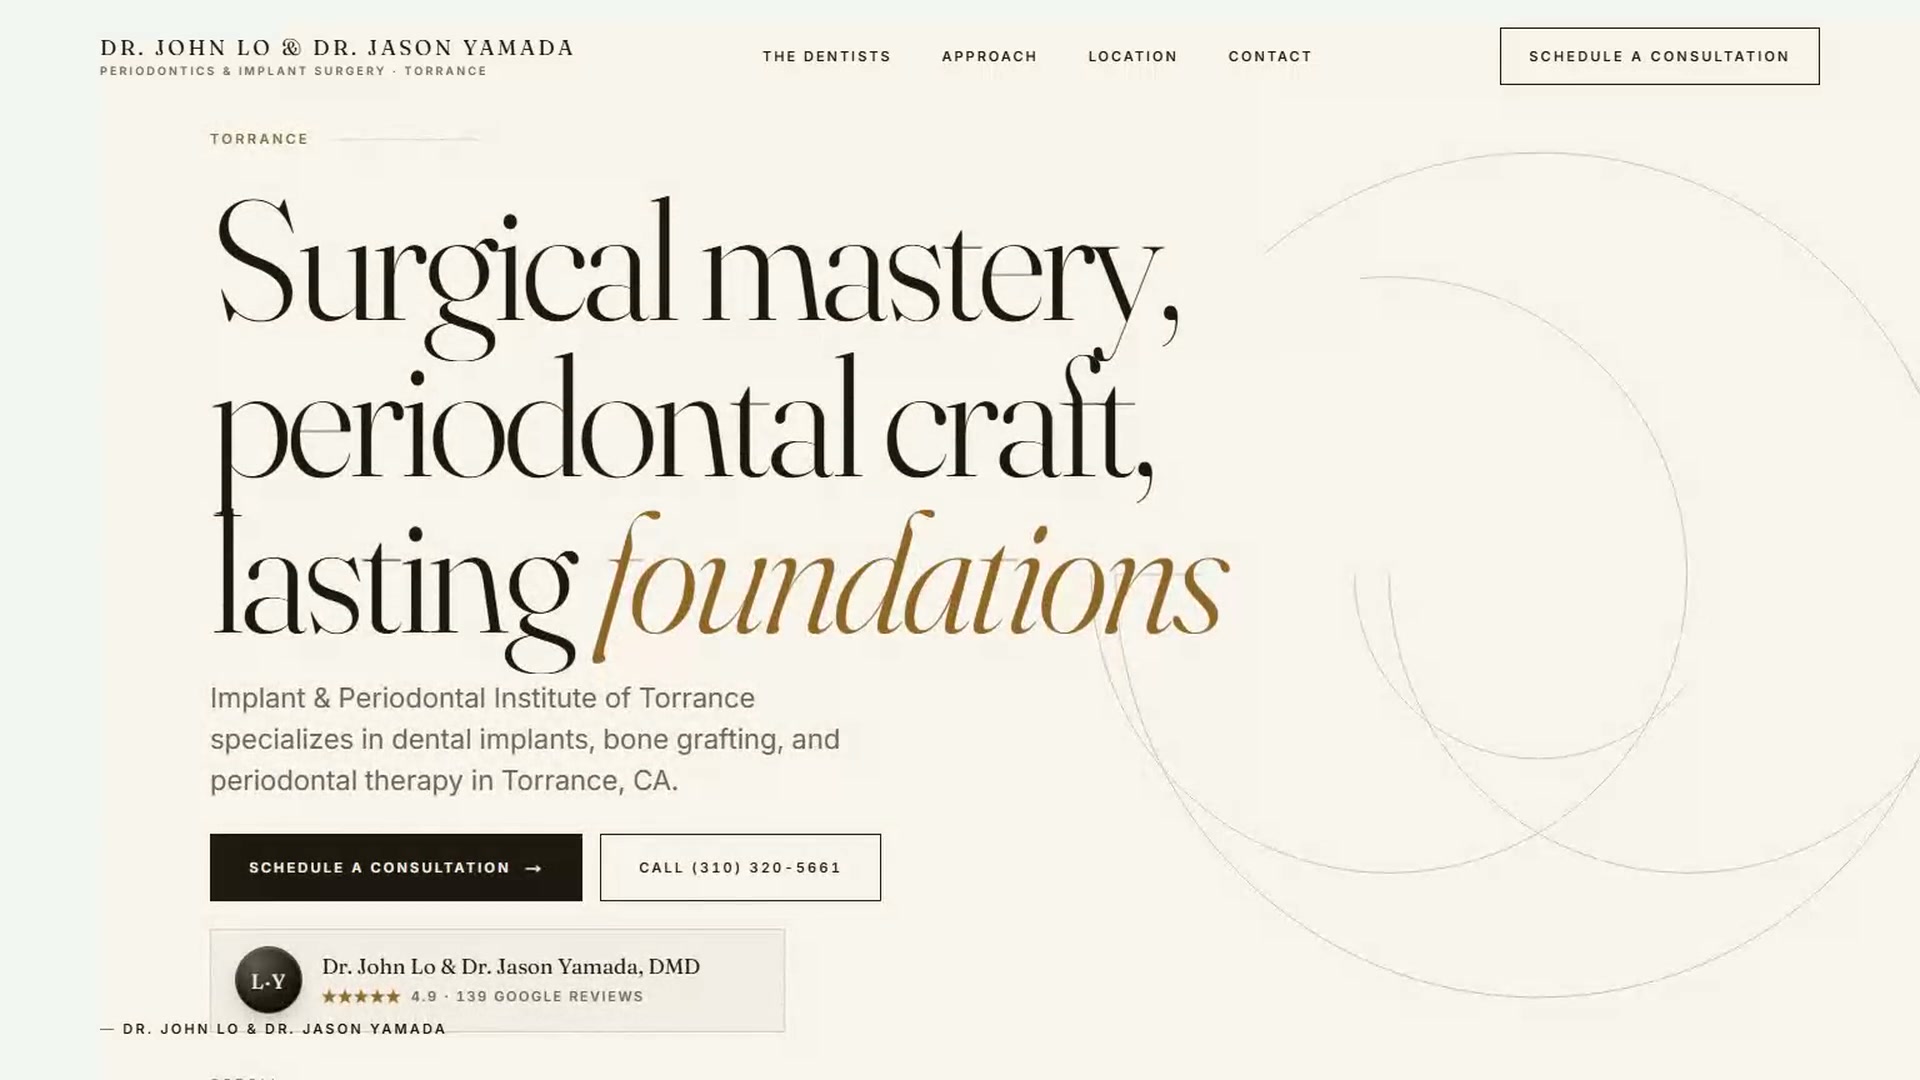 DR. JOHN LO & DR. JASON YAMADA
PERIODONTICS & IMPLANT SURGERY · TORRANCE
THE DENTISTS
APPROACH
LOCATION
CONTACT
SCHEDULE A CONSULTATION
TORRANCE
Surgical mastery,
periodontal craft,
lasting foundations
Implant & Periodontal Institute of Torrance
specializes in dental implants, bone grafting, and
periodontal therapy in Torrance, CA.
SCHEDULE A CONSULTATION →
CALL (310) 320-5661
L·Y
Dr. John Lo & Dr. Jason Yamada, DMD
★★★★★ 4.9 · 139 GOOGLE REVIEWS
— DR. JOHN LO & DR. JASON YAMADA